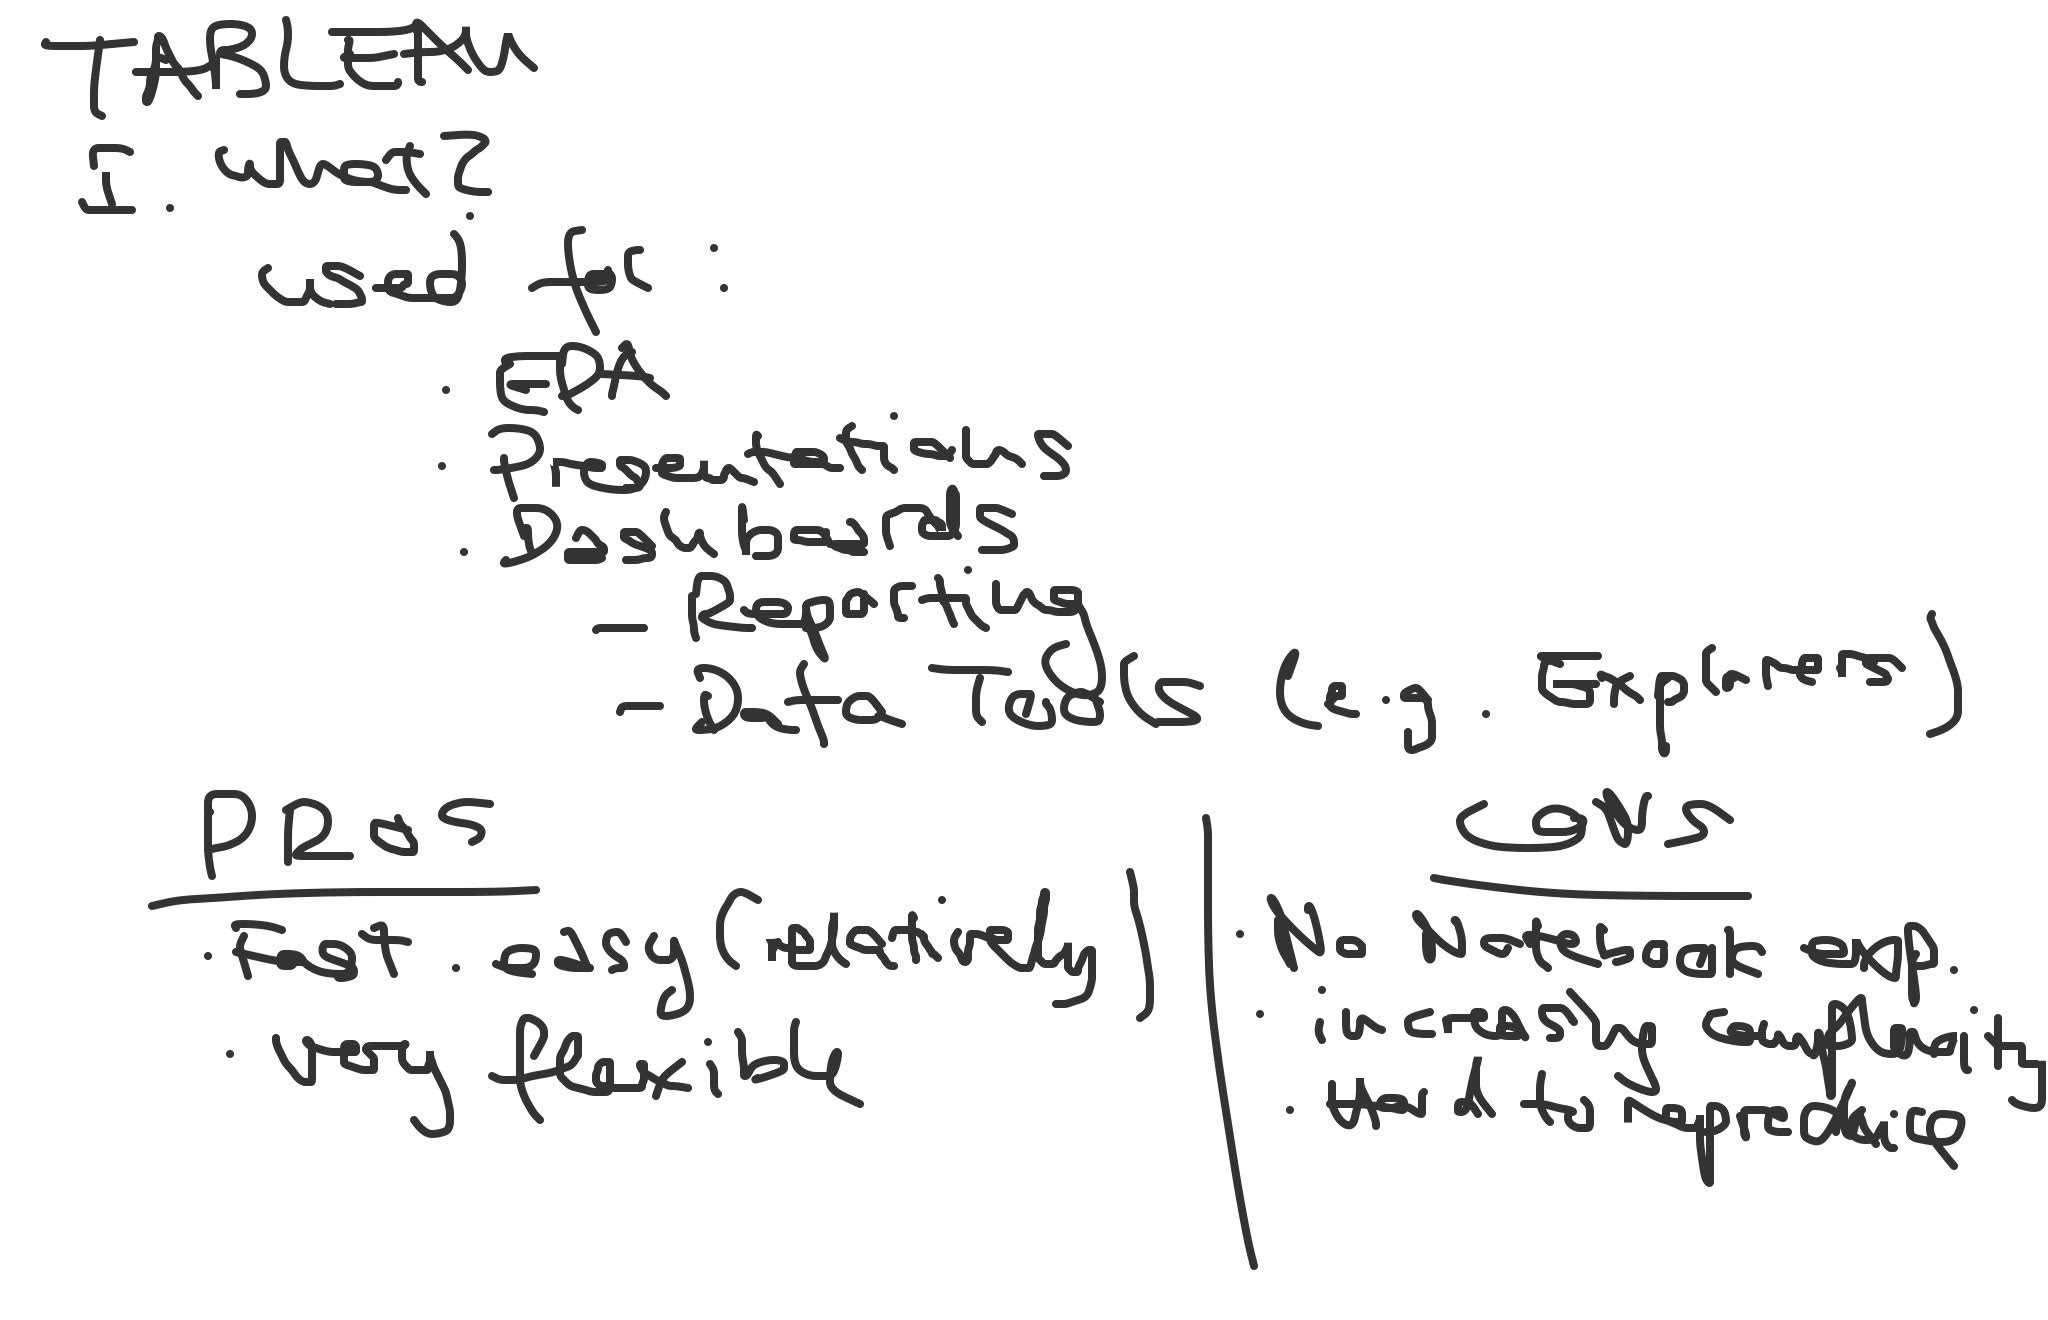 TABLEAU
I. what?
used for:
· EDA
· Presentations
· Dashboards
- Reporting
- Data Tools (e.g. Explorers)
PROS
· Fast · easy (relatively)
· very flexible
CONS
· No Notebook exp.
· increasing complexity
· Hard to reproduce